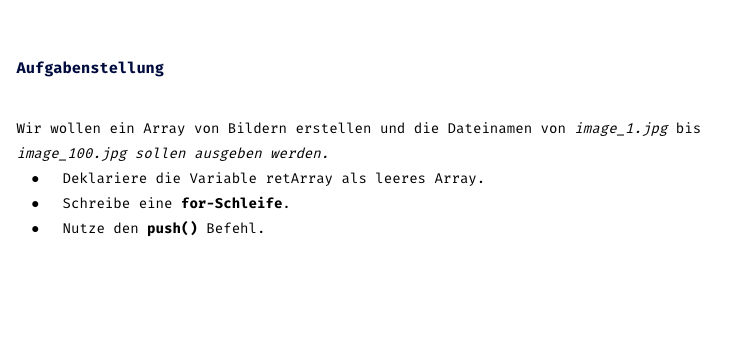 Aufgabenstellung
Wir wollen ein Array von Bildern erstellen und die Dateinamen von image_1.jpg bis
image_100.jpg sollen ausgeben werden.
● Deklariere die Variable retArray als leeres Array.
● Schreibe eine for-Schleife.
● Nutze den push() Befehl.